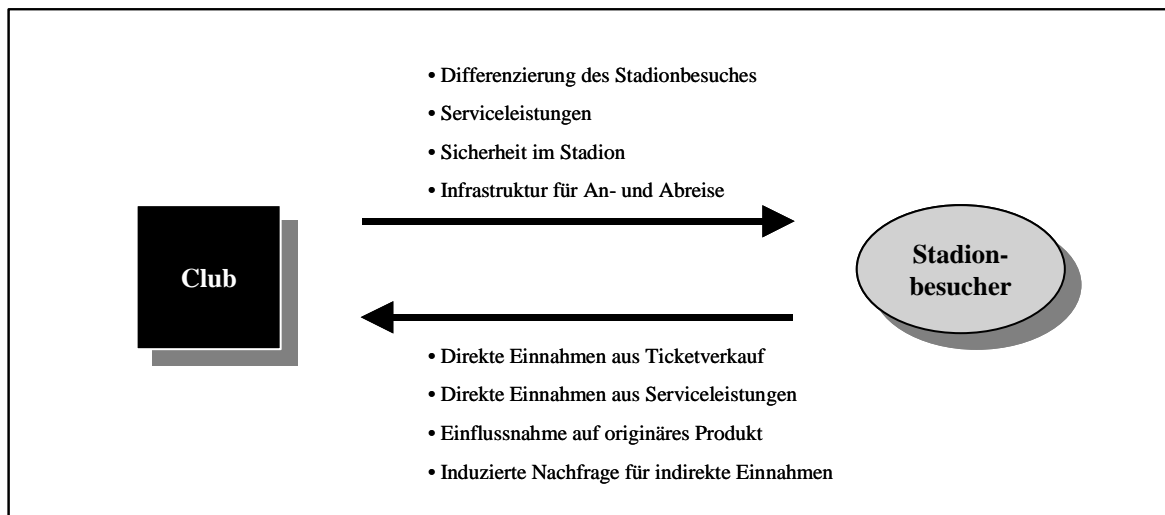 • Differenzierung des Stadionbesuches
• Serviceleistungen
• Sicherheit im Stadion
• Infrastruktur für An- und Abreise
Club
Stadion-
besucher
• Direkte Einnahmen aus Ticketverkauf
• Direkte Einnahmen aus Serviceleistungen
• Einflussnahme auf originäres Produkt
• Induzierte Nachfrage für indirekte Einnahmen